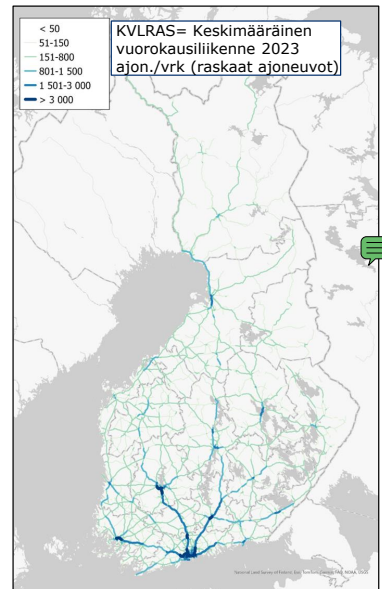 < 50
51-150
151-800
801-1 500
1 501-3 000
> 3 000
KVLRAS= Keskimääräinen
vuorokausiliikenne 2023
ajon./vrk (raskaat ajoneuvot)